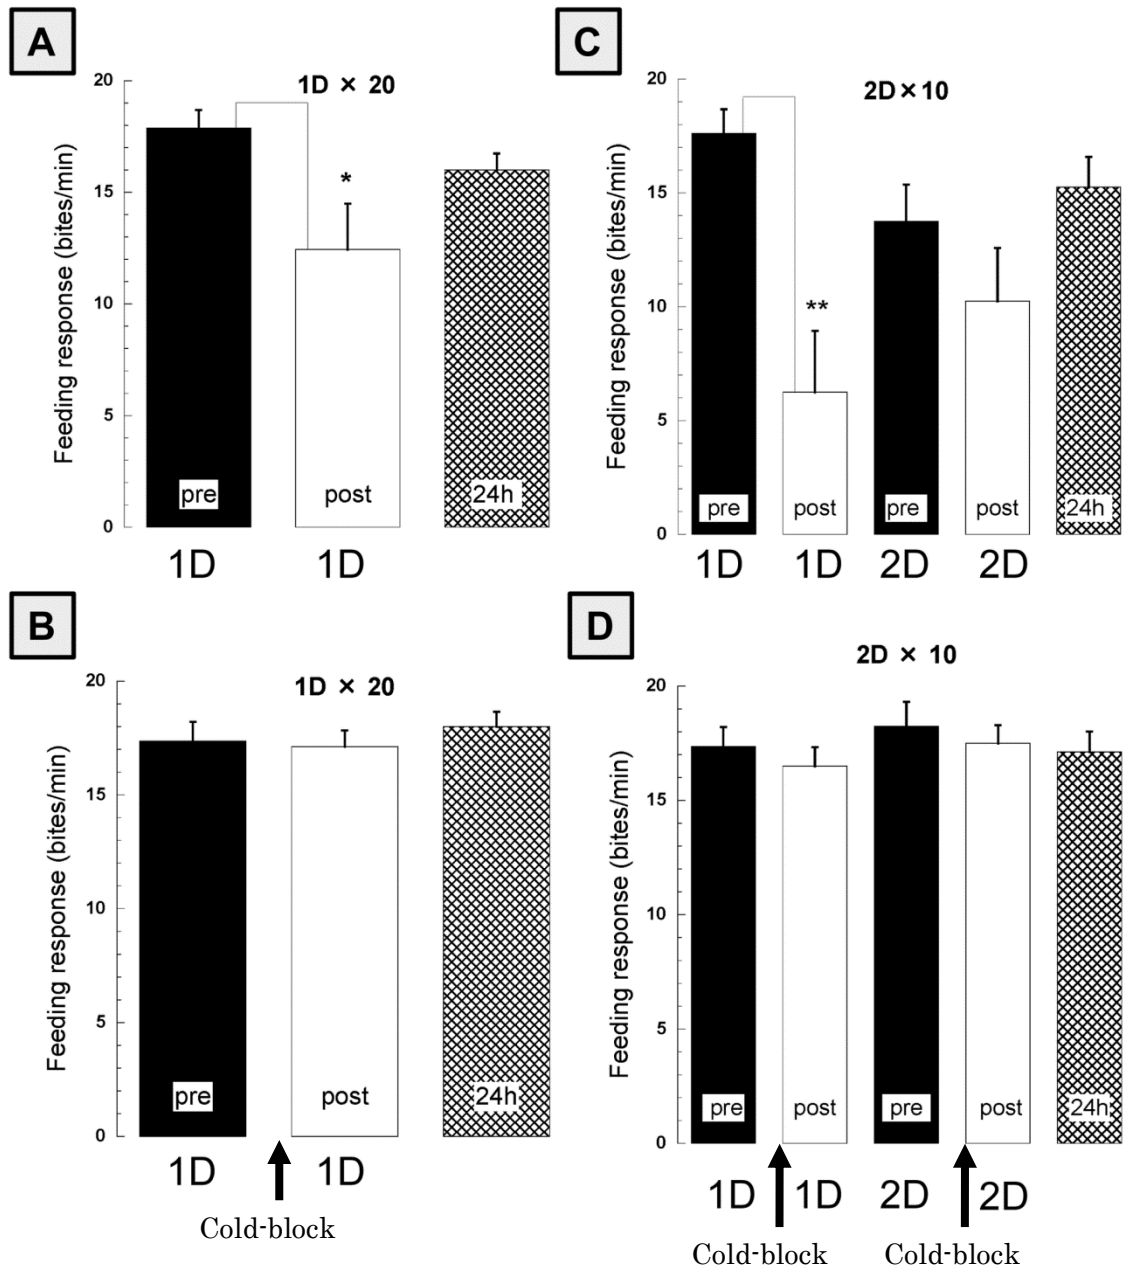 A
1D × 20
Feeding response (bites/min)
20
15
10
5
0
*
pre
post
24h
1D
1D
C
2D×10
Feeding response (bites/min)
20
15
10
5
0
**
pre
post
pre
post
24h
1D
1D
2D
2D
B
1D × 20
Feeding response (bites/min)
20
15
10
5
0
pre
post
24h
1D
1D
Cold-block
D
2D × 10
Feeding response (bites/min)
20
15
10
5
0
pre
post
pre
post
24h
1D
1D
2D
2D
Cold-block
Cold-block